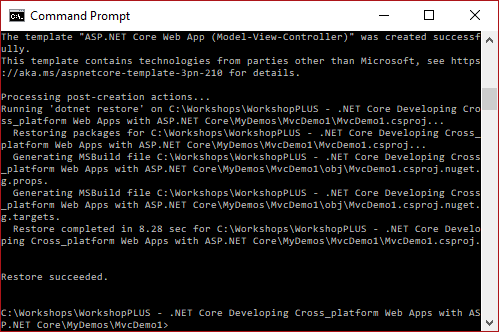 Command Prompt
The template "ASP.NET Core Web App (Model-View-Controller)" was created successf
ully.
This template contains technologies from parties other than Microsoft, see https
://aka.ms/aspnetcore-template-3pn-210 for details.
Processing post-creation actions...
Running 'dotnet restore' on C:\Workshops\WorkshopPLUS - .NET Core Developing Cro
ss_platform Web Apps with ASP.NET Core\MyDemos\MvcDemo1\MvcDemo1.csproj...
Restoring packages for C:\Workshops\WorkshopPLUS - .NET Core Developing Cross_
platform Web Apps with ASP.NET Core\MyDemos\MvcDemo1\MvcDemo1.csproj...
Generating MSBuild file C:\Workshops\WorkshopPLUS - .NET Core Developing Cross
_platform Web Apps with ASP.NET Core\MyDemos\MvcDemo1\obj\MvcDemo1.csproj.nuget.
g.props.
Generating MSBuild file C:\Workshops\WorkshopPLUS - .NET Core Developing Cross
_platform Web Apps with ASP.NET Core\MyDemos\MvcDemo1\obj\MvcDemo1.csproj.nuget.
g.targets.
Restore completed in 8.28 sec for C:\Workshops\WorkshopPLUS - .NET Core Develo
ping Cross_platform Web Apps with ASP.NET Core\MyDemos\MvcDemo1\MvcDemo1.csproj.
Restore succeeded.
C:\Workshops\WorkshopPLUS - .NET Core Developing Cross_platform Web Apps with AS
P.NET Core\MyDemos\MvcDemo1>